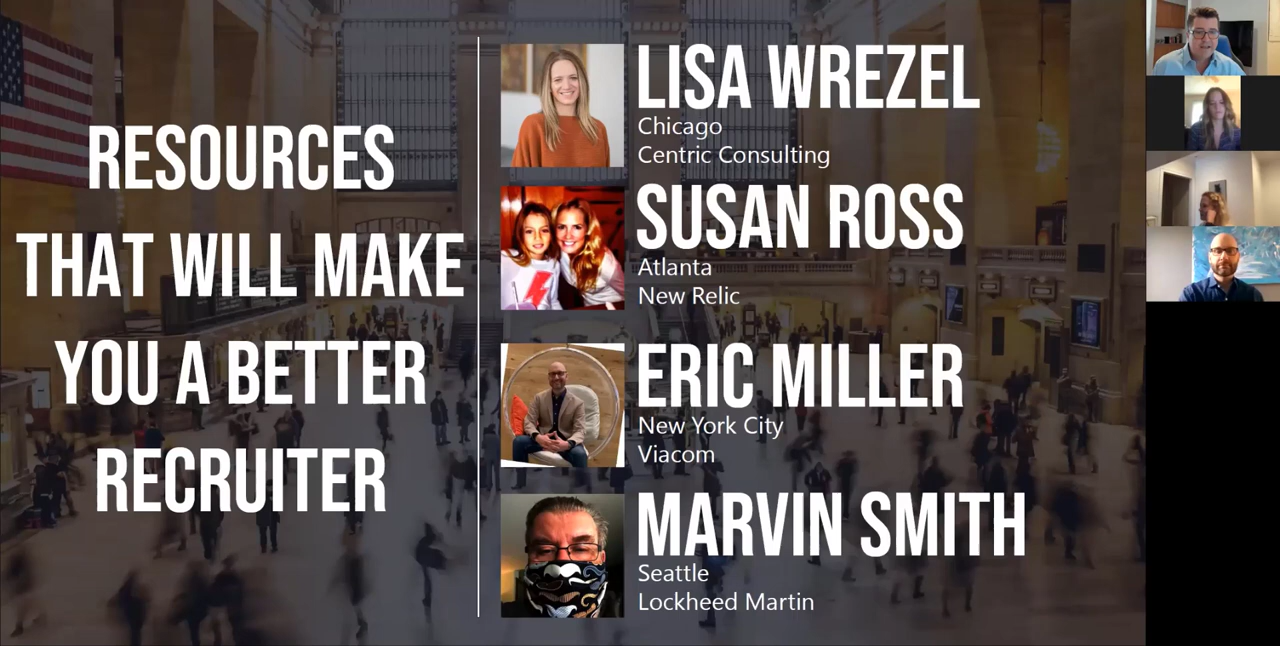 RESOURCES
THAT WILL MAKE
YOU A BETTER
RECRUITER
LISA WREZEL
Chicago
Centric Consulting
SUSAN ROSS
Atlanta
New Relic
ERIC MILLER
New York City
Viacom
MARVIN SMITH
Seattle
Lockheed Martin